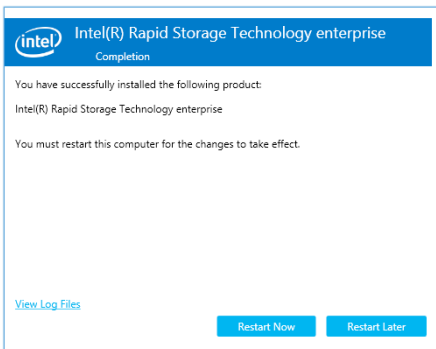 intel
Intel(R) Rapid Storage Technology enterprise
Completion
You have successfully installed the following product:
Intel(R) Rapid Storage Technology enterprise
You must restart this computer for the changes to take effect.
View Log Files
Restart Now
Restart Later